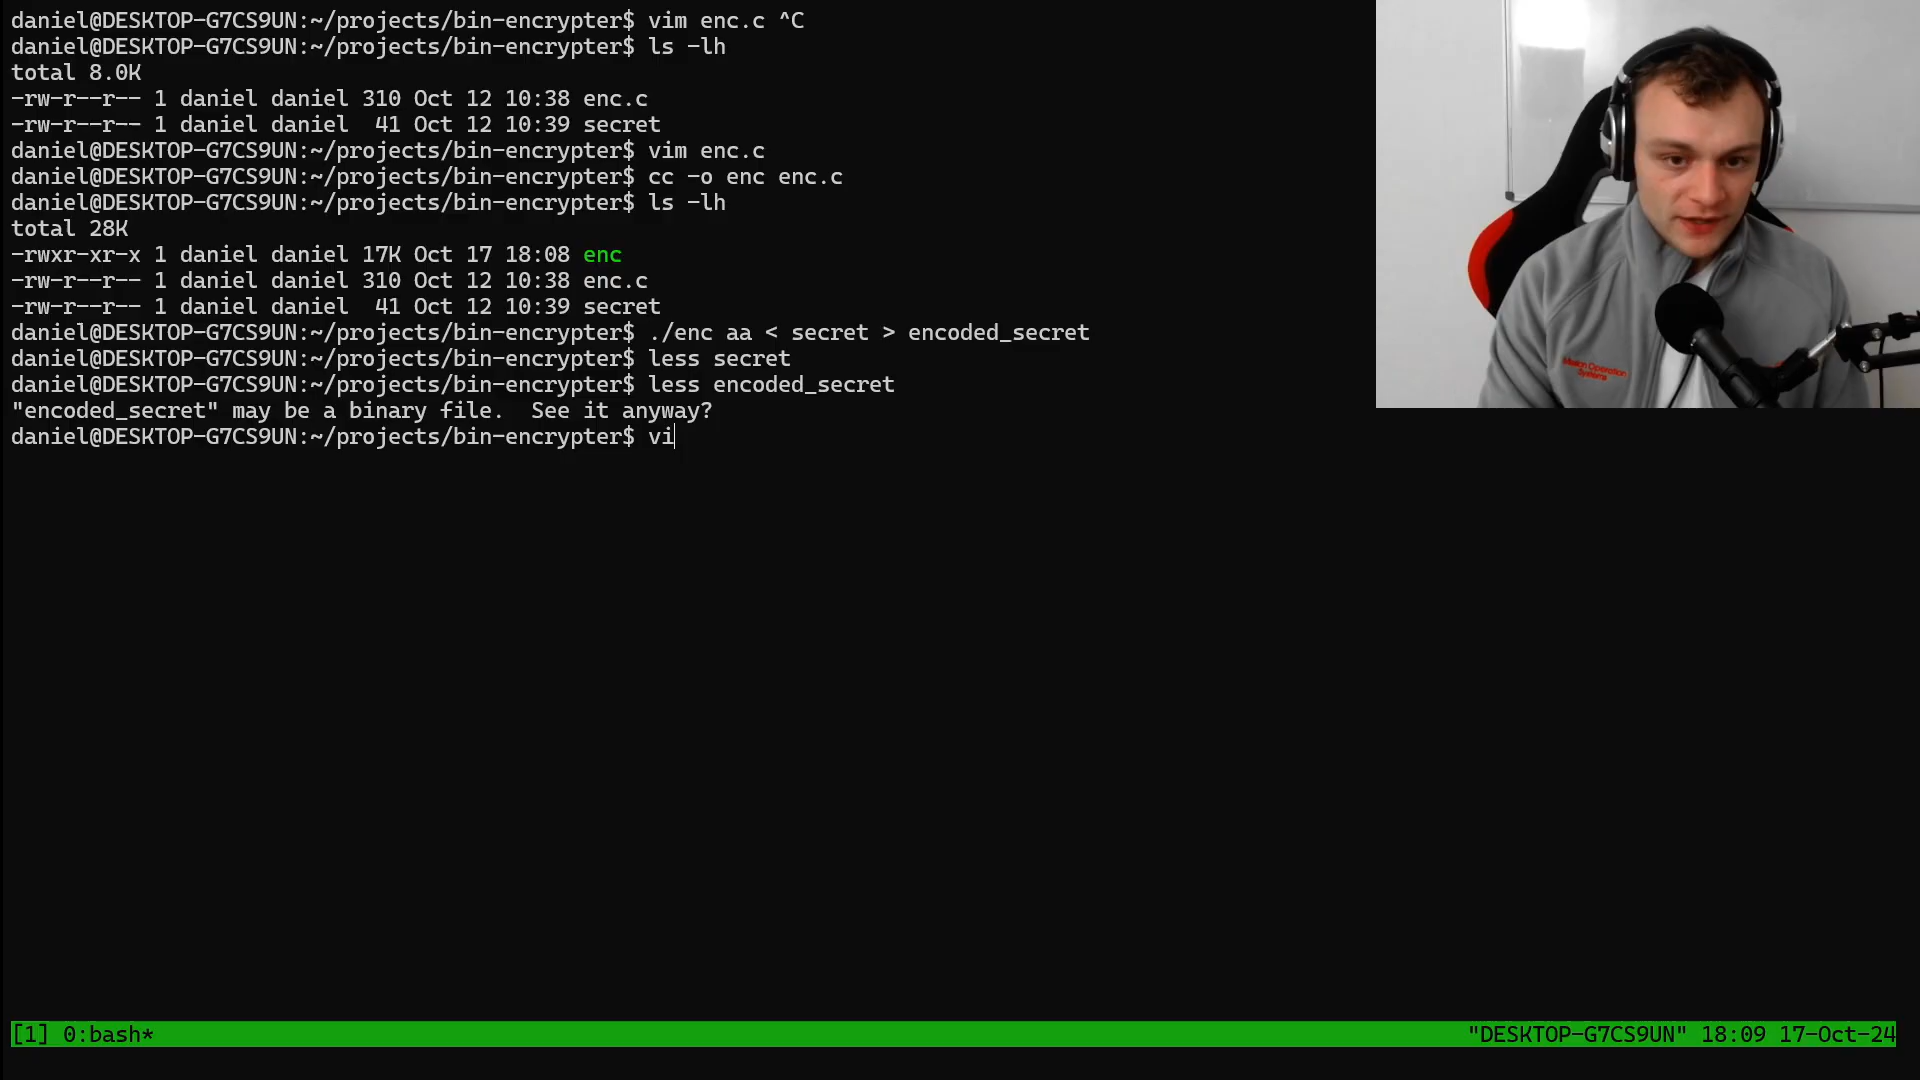 daniel@DESKTOP-G7CS9UN:~/projects/bin-encrypter$ vim enc.c ^C
daniel@DESKTOP-G7CS9UN:~/projects/bin-encrypter$ ls -lh
total 8.0K
-rw-r--r-- 1 daniel daniel 310 Oct 12 10:38 enc.c
-rw-r--r-- 1 daniel daniel  41 Oct 12 10:39 secret
daniel@DESKTOP-G7CS9UN:~/projects/bin-encrypter$ vim enc.c
daniel@DESKTOP-G7CS9UN:~/projects/bin-encrypter$ cc -o enc enc.c
daniel@DESKTOP-G7CS9UN:~/projects/bin-encrypter$ ls -lh
total 28K
-rwxr-xr-x 1 daniel daniel 17K Oct 17 18:08 enc
-rw-r--r-- 1 daniel daniel 310 Oct 12 10:38 enc.c
-rw-r--r-- 1 daniel daniel  41 Oct 12 10:39 secret
daniel@DESKTOP-G7CS9UN:~/projects/bin-encrypter$ ./enc aa < secret > encoded_secret
daniel@DESKTOP-G7CS9UN:~/projects/bin-encrypter$ less secret
daniel@DESKTOP-G7CS9UN:~/projects/bin-encrypter$ less encoded_secret
"encoded_secret" may be a binary file.  See it anyway?
daniel@DESKTOP-G7CS9UN:~/projects/bin-encrypter$ vi
Mission Operation
Systems
[1] 0:bash* "DESKTOP-G7CS9UN" 18:09 17-Oct-24